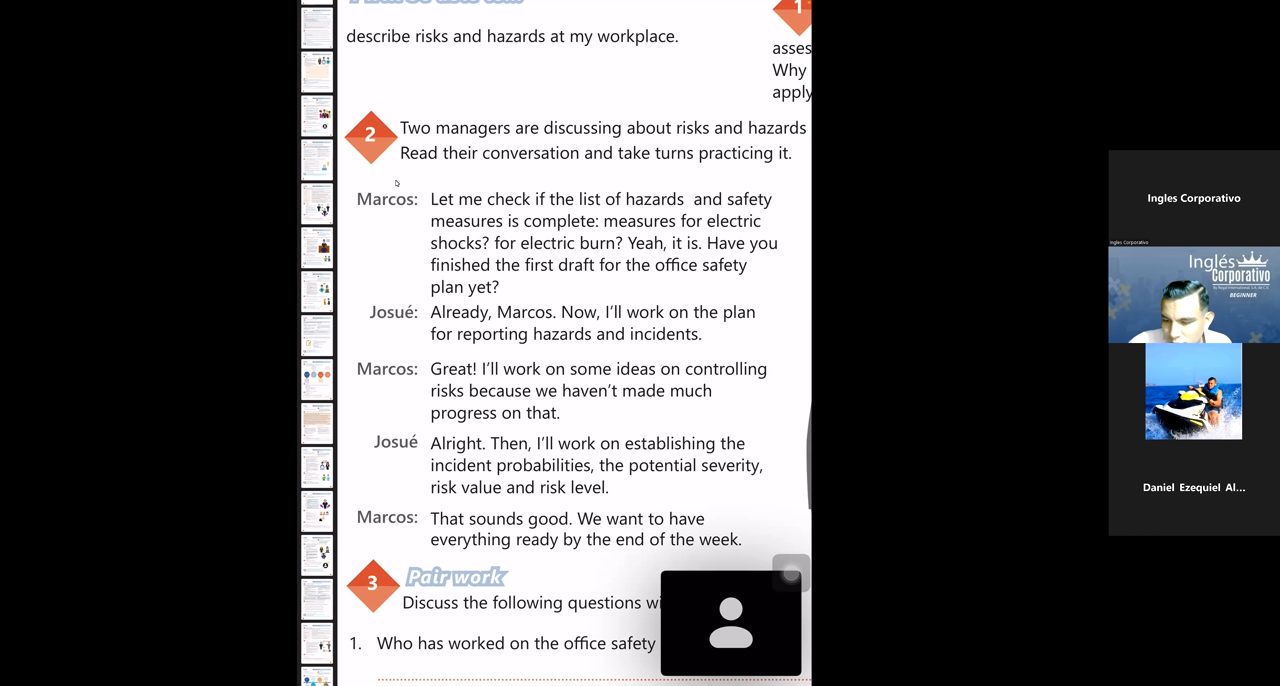 describe risks and hazards at my workplace
1
asses
Why
apply
2
Two managers are discussing about risks and hazards
Read the conversation and take turns practicing it.
Marcos: Let me check if the list of hazards and safety
measures is complete: measures for electric
shocks or electric burn? Yeah, it is. Have you
finished the first part for the office safety
plan yet?
Josué: Already, Marcos. Now, I'll work on the plan
for reporting hazards and incidents.
Marcos: Great! I'll work on some ideas on controlling
risks because we haven't made much
progress on that.
Josué Alright. Then, I'll work on establishing the
incident probability, the potential severity,
risk value and risk level.
Marcos: That sounds good. We want to have
everything ready by the end of the week.
3
Pair work
Discuss the following questions.
1. Who has worked on the office safety
Ingles Corporativo
Ingles Corporativo
Inglés
Corporativo
BEGINNER
Daniel Ezequiel Al...